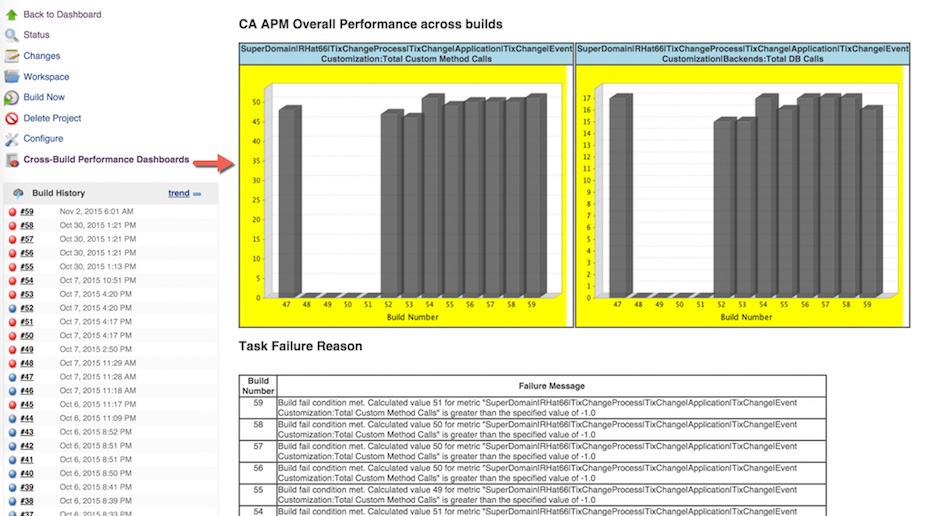 Back to Dashboard
Status
Changes
Workspace
Build Now
Delete Project
Configure
Cross-Build Performance Dashboards
Build History
trend
#59 Nov 2, 2015 6:01 AM
#58 Oct 30, 2015 1:21 PM
#57 Oct 30, 2015 1:21 PM
#56 Oct 30, 2015 1:21 PM
#55 Oct 30, 2015 1:13 PM
#54 Oct 7, 2015 10:51 PM
#53 Oct 7, 2015 4:20 PM
#52 Oct 7, 2015 4:20 PM
#51 Oct 7, 2015 4:17 PM
#50 Oct 7, 2015 4:17 PM
#49 Oct 7, 2015 2:50 PM
#48 Oct 7, 2015 11:29 AM
#47 Oct 7, 2015 11:28 AM
#46 Oct 7, 2015 11:18 AM
#45 Oct 6, 2015 11:17 PM
#44 Oct 6, 2015 11:09 PM
#43 Oct 6, 2015 8:52 PM
#42 Oct 6, 2015 8:51 PM
#41 Oct 6, 2015 8:51 PM
#40 Oct 6, 2015 8:50 PM
#39 Oct 6, 2015 8:41 PM
#38 Oct 6, 2015 8:39 PM
#37 Oct 6, 2015 8:33 PM
CA APM Overall Performance across builds
SuperDomain|RHat66|TixChangeProcess|TixChange|Application|TixChange|Event
Customization:Total Custom Method Calls
50
45
40
35
30
25
20
15
10
5
0
47 48 49 50 51 52 53 54 55 56 57 58 59
Build Number
SuperDomain|RHat66|TixChangeProcess|TixChange|Application|TixChange|Event
Customization|Backends:Total DB Calls
17
16
15
14
13
12
11
10
9
8
7
6
5
4
3
2
1
0
47 48 49 50 51 52 53 54 55 56 57 58 59
Build Number
Task Failure Reason
Build
Number
Failure Message
59 Build fail condition met. Calculated value 51 for metric "SuperDomain|RHat66|TixChangeProcess|TixChange|Application|TixChange|Event
Customization:Total Custom Method Calls" is greater than the specified value of -1.0
58 Build fail condition met. Calculated value 50 for metric "SuperDomain|RHat66|TixChangeProcess|TixChange|Application|TixChange|Event
Customization:Total Custom Method Calls" is greater than the specified value of -1.0
57 Build fail condition met. Calculated value 50 for metric "SuperDomain|RHat66|TixChangeProcess|TixChange|Application|TixChange|Event
Customization:Total Custom Method Calls" is greater than the specified value of -1.0
56 Build fail condition met. Calculated value 50 for metric "SuperDomain|RHat66|TixChangeProcess|TixChange|Application|TixChange|Event
Customization:Total Custom Method Calls" is greater than the specified value of -1.0
55 Build fail condition met. Calculated value 49 for metric "SuperDomain|RHat66|TixChangeProcess|TixChange|Application|TixChange|Event
Customization:Total Custom Method Calls" is greater than the specified value of -1.0
54 Build fail condition met. Calculated value 51 for metric "SuperDomain|RHat66|TixChangeProcess|TixChange|Application|TixChange|Event